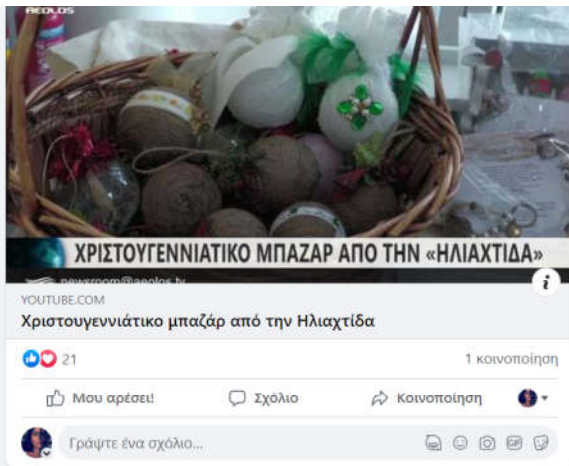 AEOLOS
ΧΡΙΣΤΟΥΓΕΝΝΙΑΤΙΚΟ ΜΠΑΖΑΡ ΑΠΟ ΤΗΝ «ΗΛΙΑΧΤΙΔΑ»
newsroom@aeolos.tv
YOUTUBE.COM
Χριστουγεννιάτικο μπαζάρ από την Ηλιαχτίδα
21
1 κοινοποίηση
Μου αρέσει!
Σχόλιο
Κοινοποίηση
Γράψτε ένα σχόλιο...
GIF